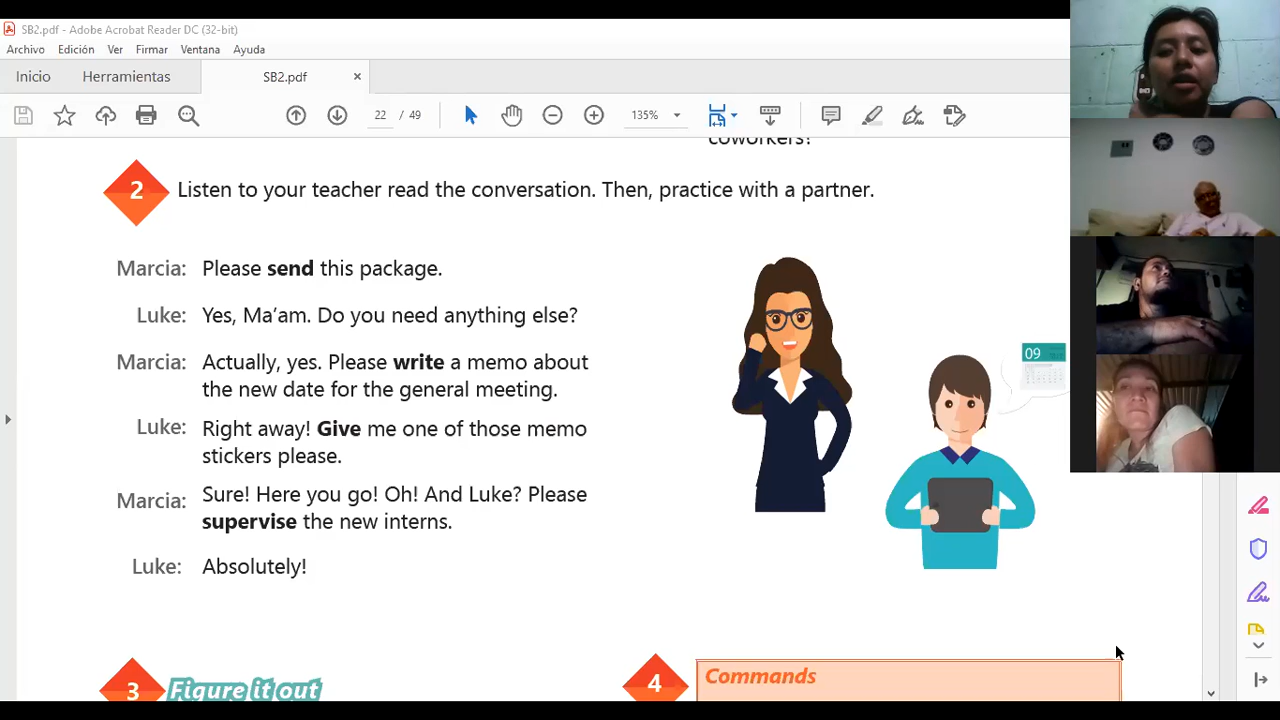 SB2.pdf - Adobe Acrobat Reader DC (32-bit)
Archivo Edición Ver Firmar Ventana Ayuda
Inicio Herramientas SB2.pdf ×
22 / 49 135%
coworkers!
2 Listen to your teacher read the conversation. Then, practice with a partner.
Marcia: Please send this package.
Luke: Yes, Ma’am. Do you need anything else?
Marcia: Actually, yes. Please write a memo about
the new date for the general meeting.
Luke: Right away! Give me one of those memo
stickers please.
Marcia: Sure! Here you go! Oh! And Luke? Please
supervise the new interns.
Luke: Absolutely!
09
3 Figure it out
4 Commands